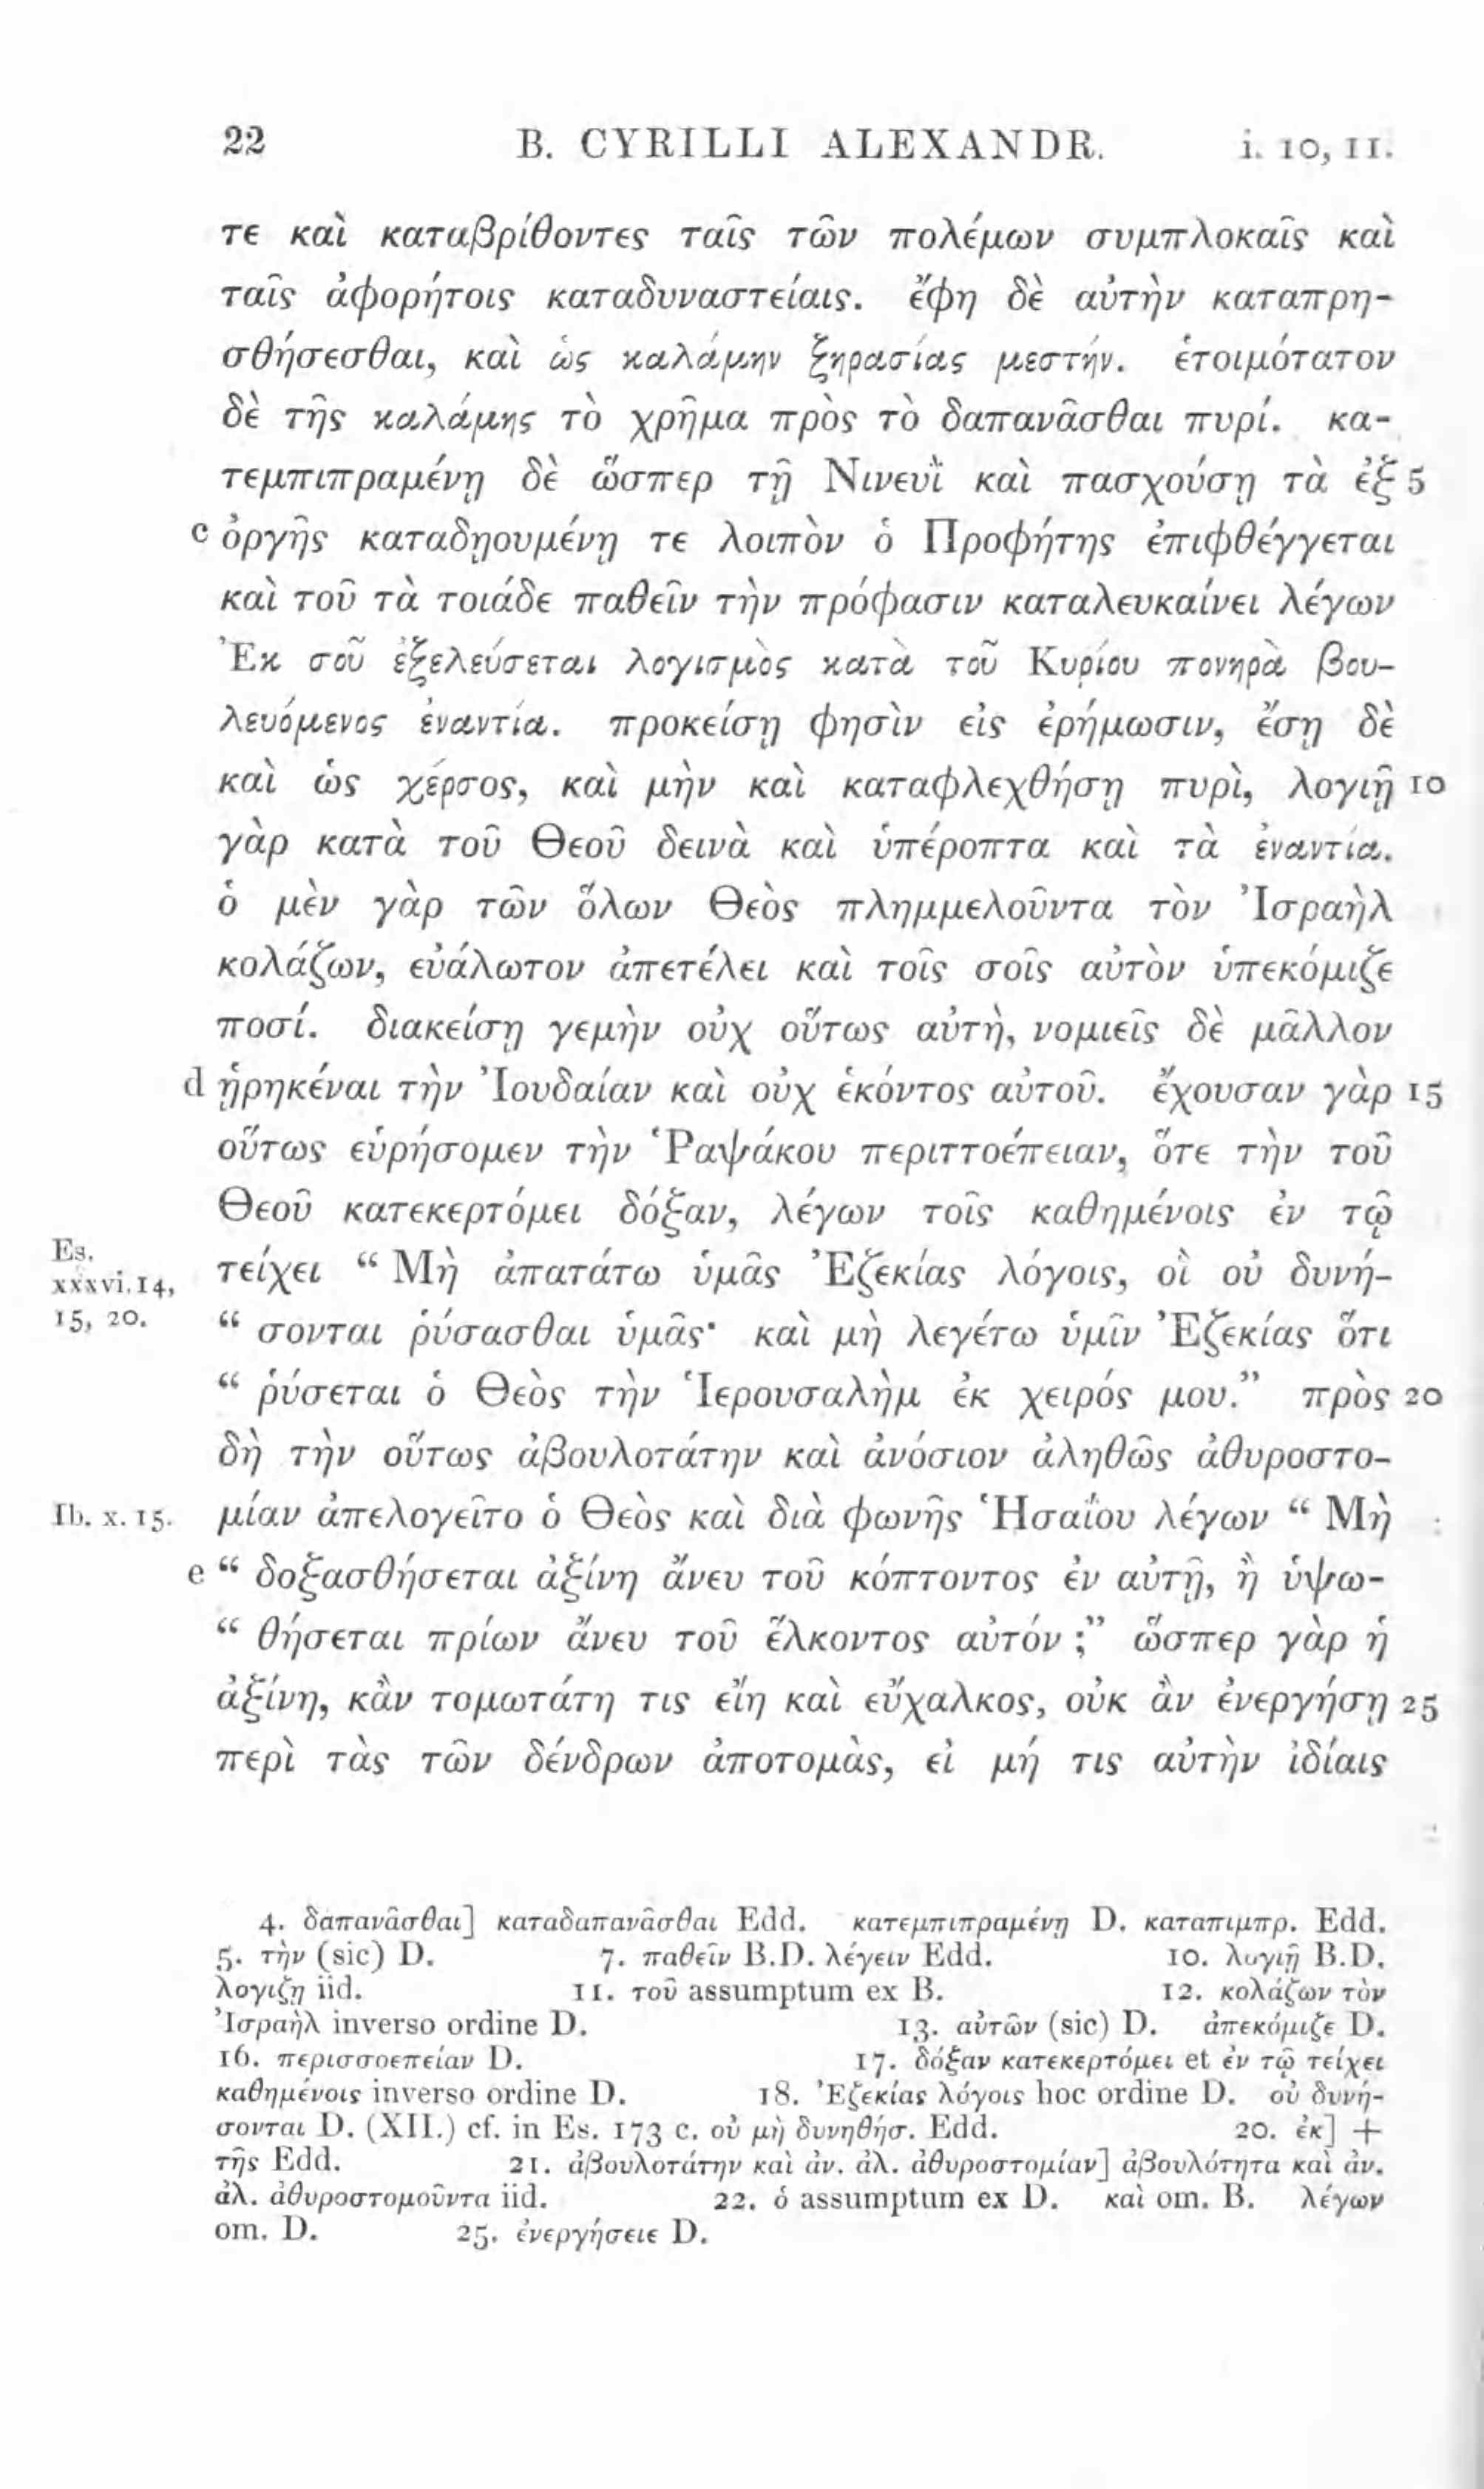 22 B. CYRILLI ALEXANDR. i. 10, 11.
τε καὶ καταβρίθοντες ταῖς τῶν πολέμων συμπλοκαῖς καὶ
ταῖς ἀφορήτοις καταδυναστείαις. ἔφη δὲ αὐτὴν καταπρη-
σθήσεσθαι, καὶ ὡς καλάμην ξηρασίας μεστήν. ἑτοιμότατον
δὲ τῆς καλάμης τὸ χρῆμα πρὸς τὸ δαπανᾶσθαι πυρί. κα-
τεμπιπραμένῃ δὲ ὥσπερ τῇ Νινευῒ καὶ πασχούσῃ τὰ ἐξ 5
c ὀργῆς καταδῃουμένῃ τε λοιπὸν ὁ Προφήτης ἐπιφθέγγεται
καὶ τοῦ τὰ τοιάδε παθεῖν τὴν πρόφασιν καταλευκαίνει λέγων
Ἐκ σοῦ ἐξελεύσεται λογισμὸς κατὰ τοῦ Κυρίου πονηρὰ βου-
λευόμενος ἐναντία. προκείσῃ φησὶν εἰς ἐρήμωσιν, ἔσῃ δὲ
καὶ ὡς χέρσος, καὶ μὴν καὶ καταφλεχθήσῃ πυρὶ, λογιῇ 10
γὰρ κατὰ τοῦ Θεοῦ δεινὰ καὶ ὑπέροπτα καὶ τὰ ἐναντία.
ὁ μὲν γὰρ τῶν ὅλων Θεὸς πλημμελοῦντα τὸν Ἰσραὴλ
κολάζων, εὐάλωτον ἀπετέλει καὶ τοῖς σοῖς αὐτὸν ὑπεκόμιζε
ποσί. διακείσῃ γεμὴν οὐχ οὕτως αὐτὴ, νομιεῖς δὲ μᾶλλον
d ᾑρηκέναι τὴν Ἰουδαίαν καὶ οὐχ ἑκόντος αὐτοῦ. ἔχουσαν γὰρ 15
οὕτως εὑρήσομεν τὴν Ῥαψάκου περιττοέπειαν, ὅτε τὴν τοῦ
Θεοῦ κατεκερτόμει δόξαν, λέγων τοῖς καθημένοις ἐν τῷ
Es. xxxvi. 14, τείχει “ Μὴ ἀπατάτω ὑμᾶς Ἐζεκίας λόγοις, οἳ οὐ δυνή-
15, 20. “ σονται ῥύσασθαι ὑμᾶς· καὶ μὴ λεγέτω ὑμῖν Ἐζεκίας ὅτι
“ ῥύσεται ὁ Θεὸς τὴν Ἱερουσαλὴμ ἐκ χειρός μου.” πρὸς 20
δὴ τὴν οὕτως ἀβουλοτάτην καὶ ἀνόσιον ἀληθῶς ἀθυροστο-
Ib. x. 15. μίαν ἀπελογεῖτο ὁ Θεὸς καὶ διὰ φωνῆς Ἡσαΐου λέγων “ Μὴ
e “ δοξασθήσεται ἀξίνη ἄνευ τοῦ κόπτοντος ἐν αὐτῇ, ἢ ὑψω-
“ θήσεται πρίων ἄνευ τοῦ ἕλκοντος αὐτόν ;” ὥσπερ γὰρ ἡ
ἀξίνη, κἂν τομωτάτη τις εἴη καὶ εὔχαλκος, οὐκ ἂν ἐνεργήσῃ 25
περὶ τὰς τῶν δένδρων ἀποτομὰς, εἰ μή τις αὐτὴν ἰδίαις
4. δαπανᾶσθαι] καταδαπανᾶσθαι Edd. κατεμπιπραμένῃ D. καταπιμπρ. Edd.
5. τὴν (sic) D. 7. παθεῖν B.D. λέγειν Edd. 10. λογιῇ B.D.
λογιζῃ iid. 11. τοῦ assumptum ex B. 12. κολάζων τὸν
Ἰσραὴλ inverso ordine D. 13. αὐτῶν (sic) D. ἀπεκόμιζε D.
16. περισσοεπείαν D. 17. δόξαν κατεκερτόμει et ἐν τῷ τείχει
καθημένοις inverso ordine D. 18. Ἐζεκίας λόγοις hoc ordine D. οὐ δυνή-
σονται D. (XII.) cf. in Es. 173 c. οὐ μὴ δυνηθήσ. Edd. 20. ἐκ] +
τῆς Edd. 21. ἀβουλοτάτην καὶ ἀν. ἀλ. ἀθυροστομίαν] ἀβουλότητα καὶ ἀν.
ἀλ. ἀθυροστομοῦντα iid. 22. ὁ assumptum ex D. καὶ om. B. λέγων
om. D. 25. ἐνεργήσειε D.